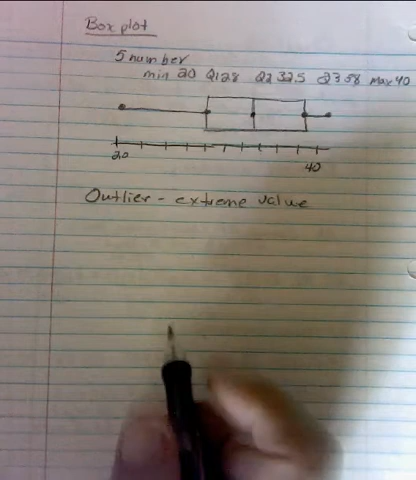 Box plot
5 number
min 20 Q1 28 Q2 32.5 Q3 38 Max 40
20 40
Outlier - extreme value